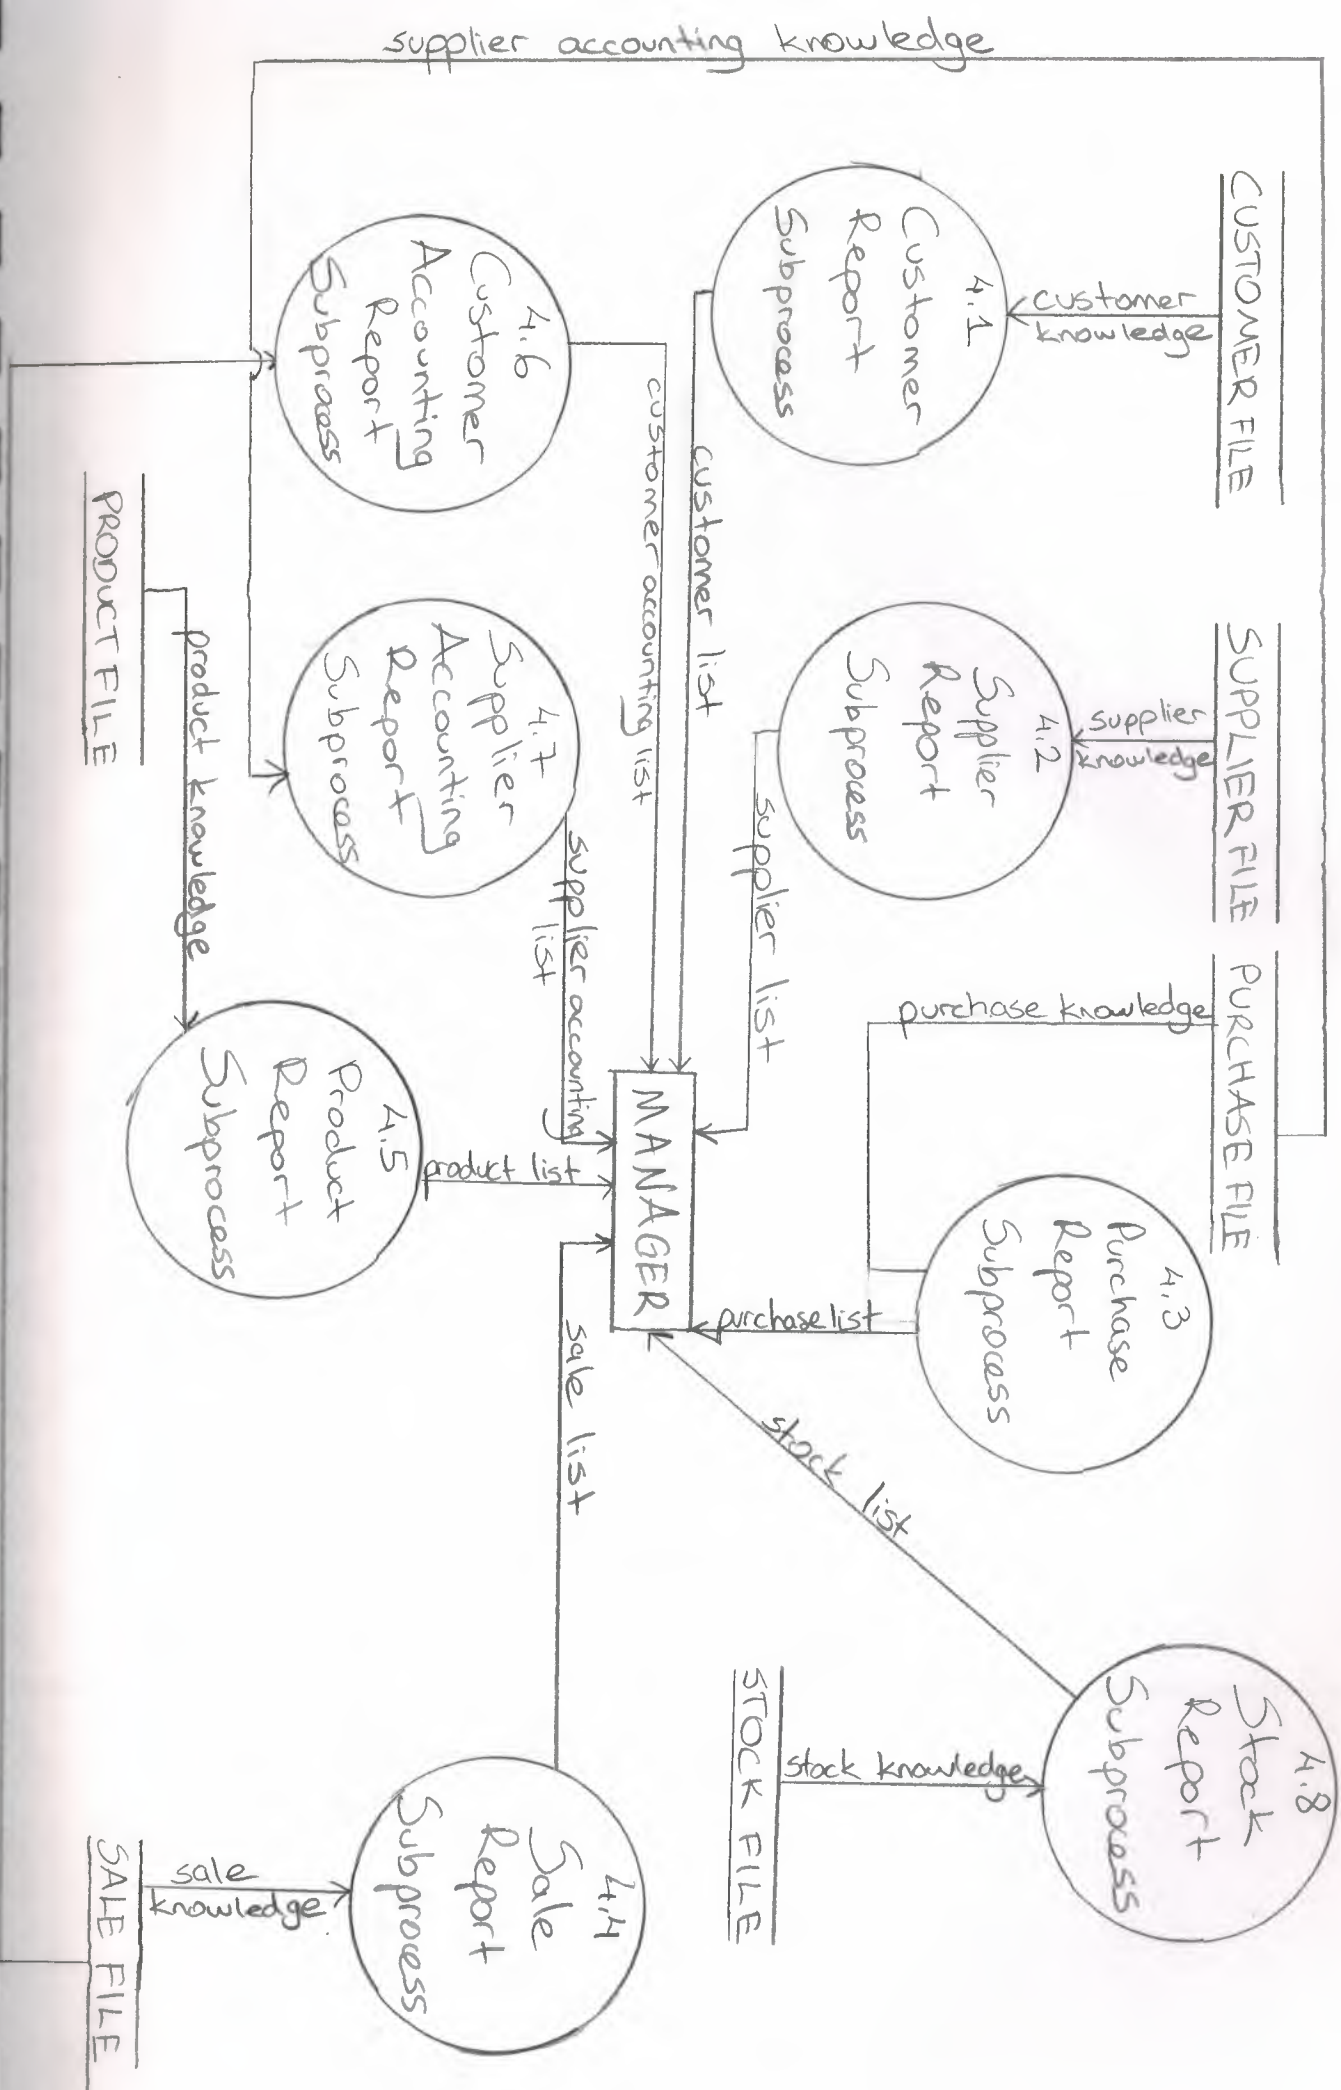 supplier accounting knowledge
CUSTOMER FILE
customer
knowledge
4.1
Customer
Report
Subprocess
customer list
SUPPLIER FILE
supplier
knowledge
4.2
Supplier
Report
Subprocess
supplier list
PURCHASE FILE
purchase knowledge
4.3
Purchase
Report
Subprocess
purchase list
4.8
Stock
Report
Subprocess
stock list
stock knowledge
STOCK FILE
4.6
Customer
Accounting
Report
Subprocess
customer accounting list
4.7
Supplier
Accounting
Report
Subprocess
supplier accounting
list
MANAGER
PRODUCT FILE
product knowledge
4.5
Product
Report
Subprocess
product list
sale list
4.4
Sale
Report
Subprocess
sale
knowledge
SALE FILE